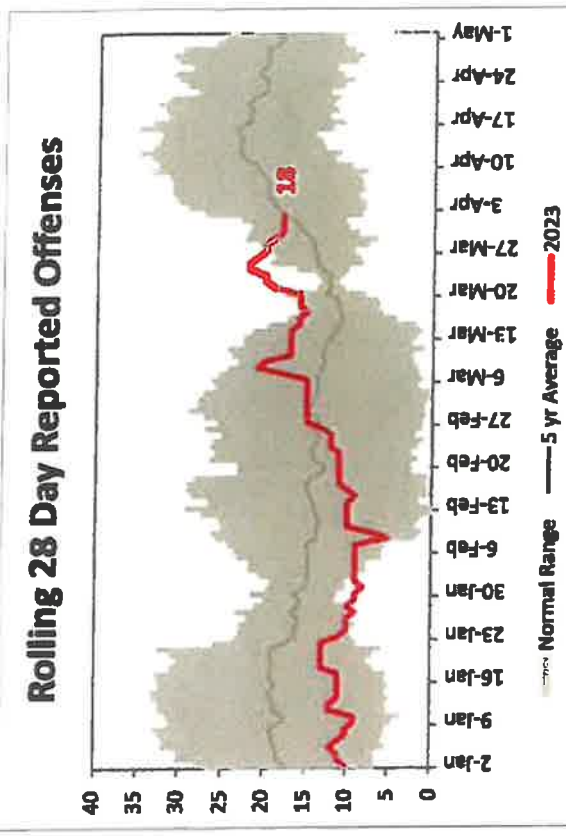 Rolling 28 Day Reported Offenses
40
35
30
25
20
15
10
5
0
18
2-Jan
9-Jan
16-Jan
23-Jan
30-Jan
6-Feb
13-Feb
20-Feb
27-Feb
6-Mar
13-Mar
20-Mar
27-Mar
3-Apr
10-Apr
17-Apr
24-Apr
1-May
Normal Range 5 yr Average 2023